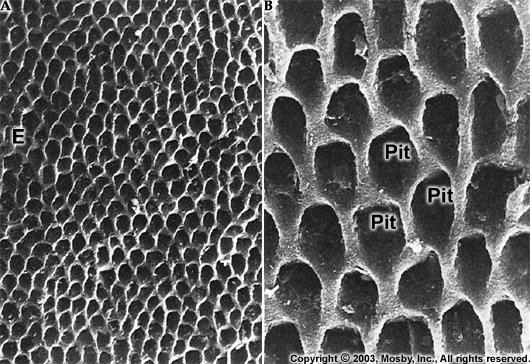 A
B
E
Pit
Pit
Pit
Copyright © 2003, Mosby, Inc., All rights reserved.